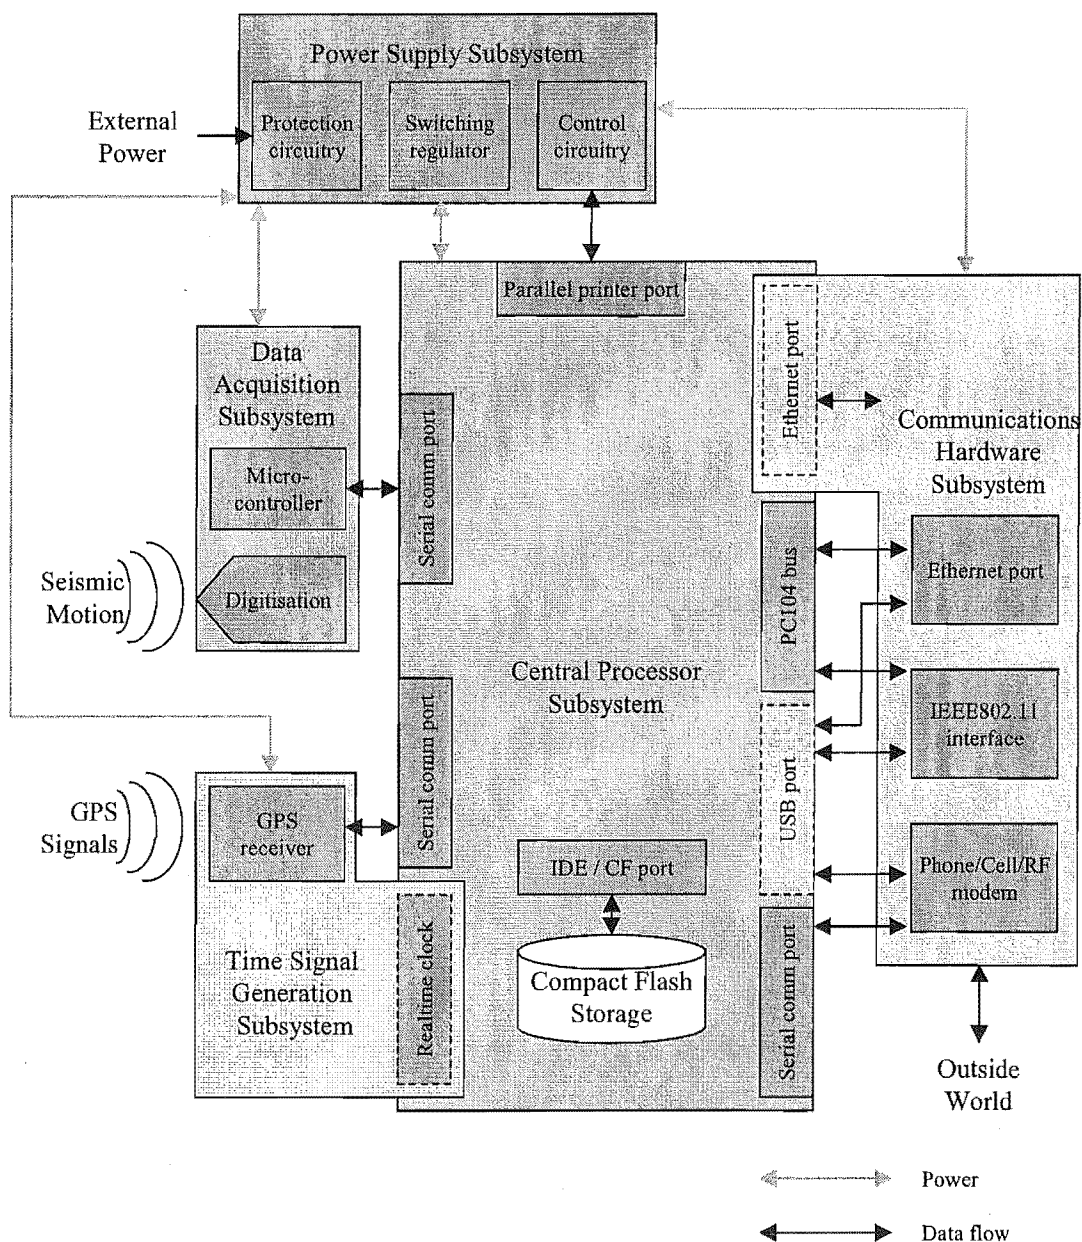 Power Supply Subsystem
External
Power
Protection
circuitry
Switching
regulator
Control
circuitry
Parallel printer port
Data
Acquisition
Subsystem
Micro-
controller
Serial comm port
Ethernet port
Communications
Hardware
Subsystem
Seismic
Motion
Digitisation
PC104 bus
Ethernet port
Central Processor
Subsystem
IEEE802.11
interface
GPS
Signals
GPS
receiver
Serial comm port
USB port
IDE / CF port
Phone/Cell/RF
modem
Time Signal
Generation
Subsystem
Realtime clock
Compact Flash
Storage
Serial comm port
Outside
World
Power
Data flow